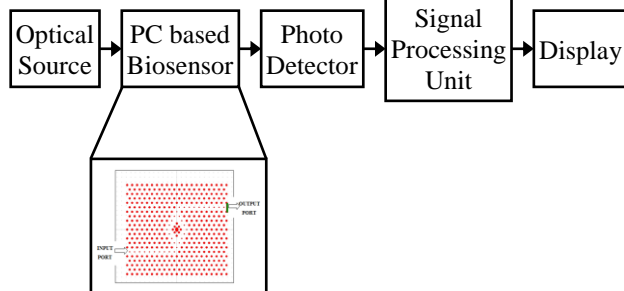 Optical
Source
PC based
Biosensor
Photo
Detector
Signal
Processing
Unit
Display
OUTPUT
PORT
INPUT
PORT